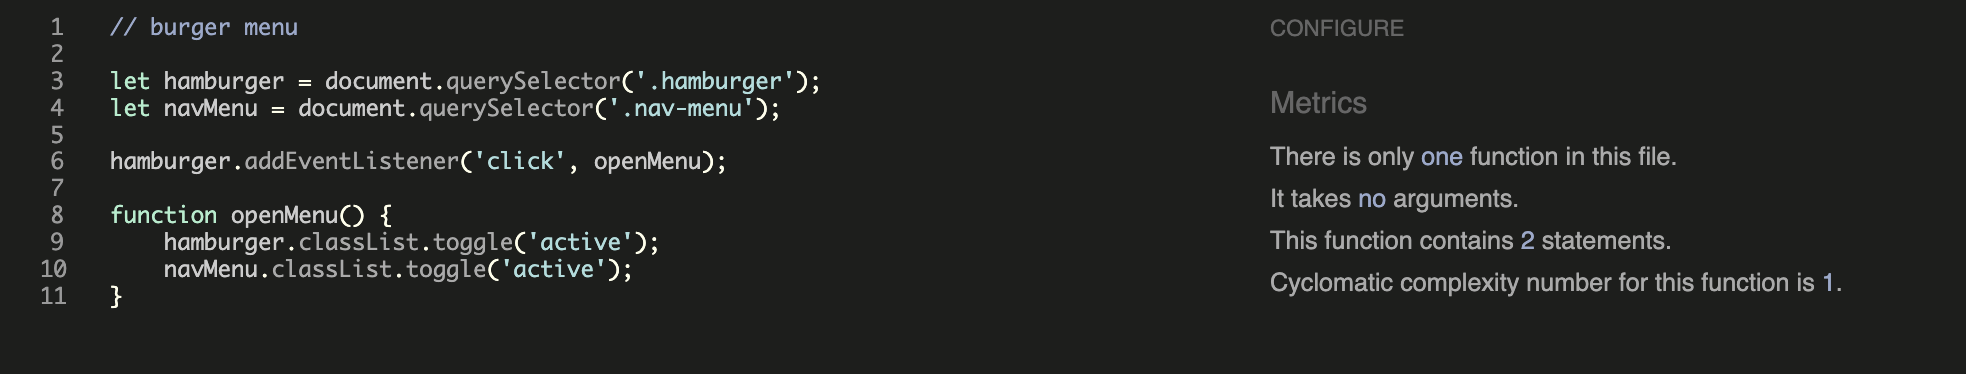 1 // burger menu
2
3 let hamburger = document.querySelector('.hamburger');
4 let navMenu = document.querySelector('.nav-menu');
5
6 hamburger.addEventListener('click', openMenu);
7
8 function openMenu() {
9     hamburger.classList.toggle('active');
10     navMenu.classList.toggle('active');
11 }
CONFIGURE
Metrics
There is only one function in this file.
It takes no arguments.
This function contains 2 statements.
Cyclomatic complexity number for this function is 1.